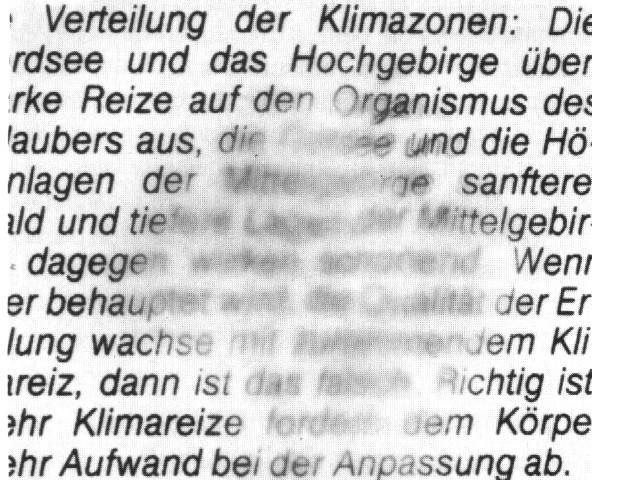 Verteilung der Klimazonen: Die
rdsee und das Hochgebirge über
rke Reize auf den Organismus des
laubers aus, die und die Hö-
nlagen der Mittelgebirge sanftere
ald und tiefere Lagen der Mittelgebir-
dagegen wirken schonend. Wenn
er behauptet wird, die Qualität der Er
lung wachse mit zunehmendem Kli
reiz, dann ist das falsch. Richtig ist
ehr Klimareize fordern dem Körpe
ehr Aufwand bei der Anpassung ab.